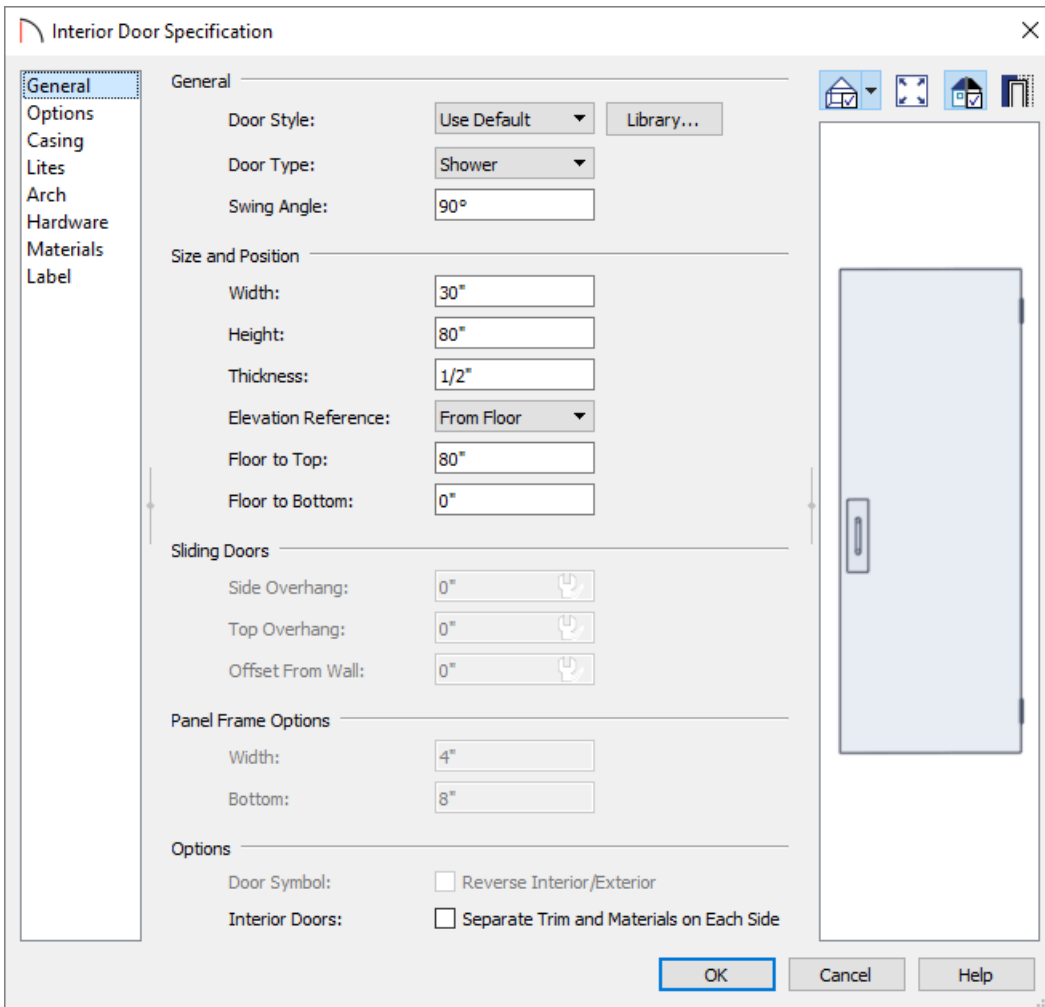 Interior Door Specification
General
Options
Casing
Lites
Arch
Hardware
Materials
Label
General
Door Style: Use Default Library...
Door Type: Shower
Swing Angle: 90°
Size and Position
Width: 30"
Height: 80"
Thickness: 1/2"
Elevation Reference: From Floor
Floor to Top: 80"
Floor to Bottom: 0"
Sliding Doors
Side Overhang: 0"
Top Overhang: 0"
Offset From Wall: 0"
Panel Frame Options
Width: 4"
Bottom: 8"
Options
Door Symbol: Reverse Interior/Exterior
Interior Doors: Separate Trim and Materials on Each Side
OK Cancel Help